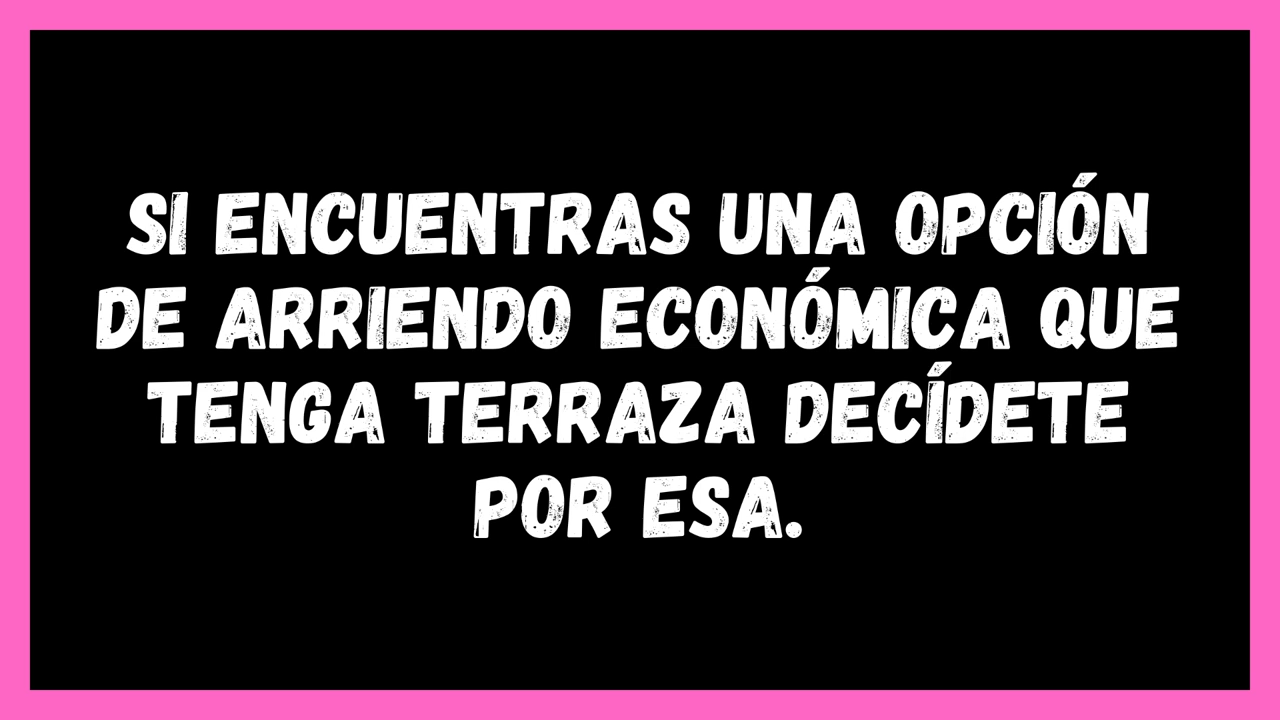 SI ENCUENTRAS UNA OPCIÓN
DE ARRIENDO ECONÓMICA QUE
TENGA TERRAZA DECÍDETE
POR ESA.